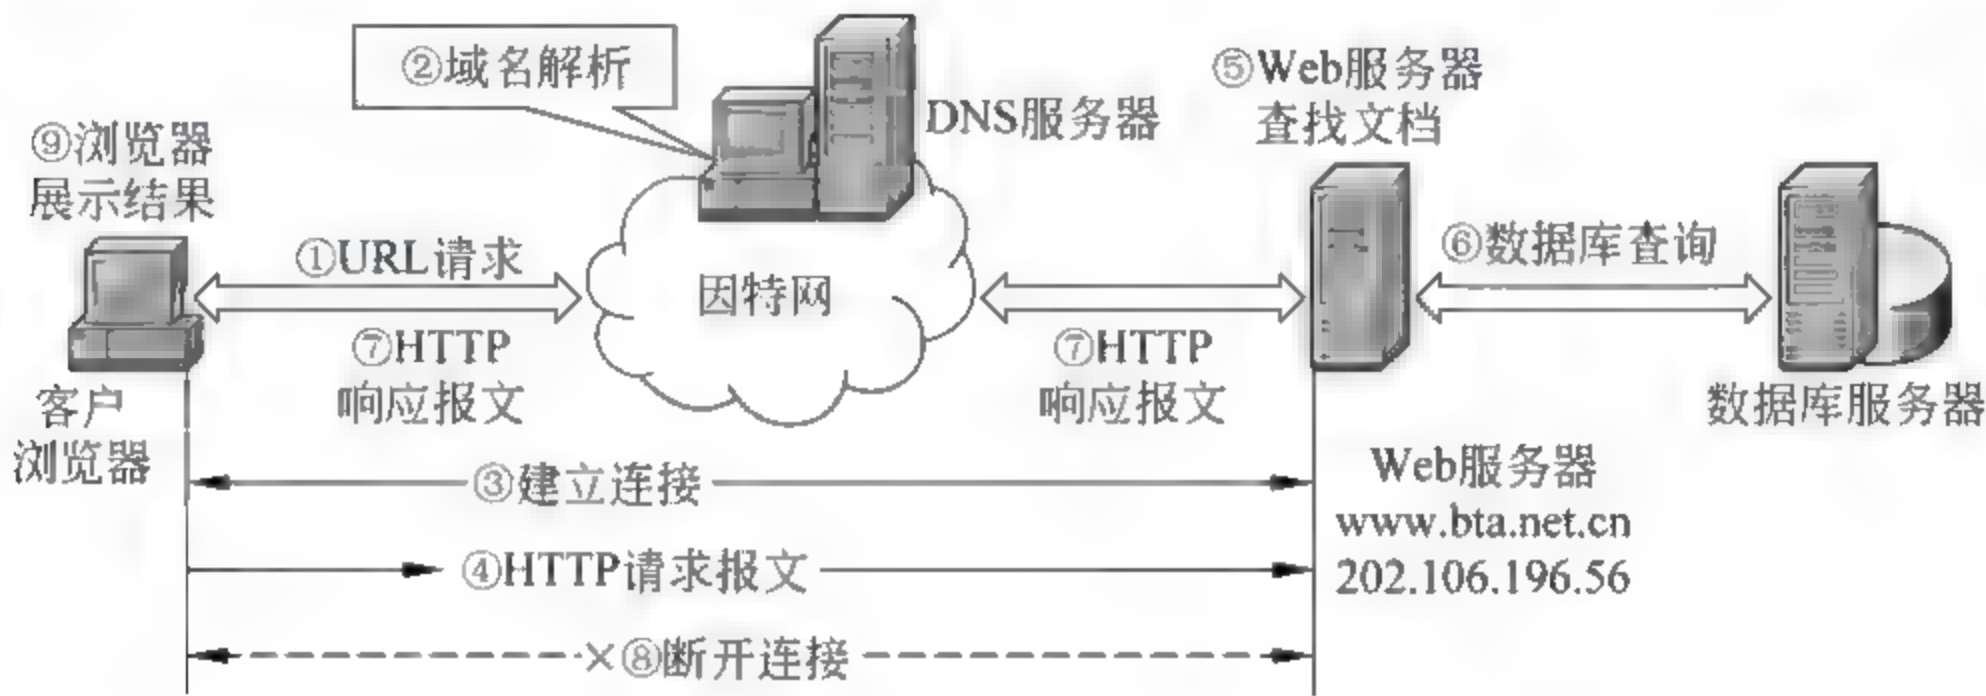 ②域名解析
DNS服务器
⑤Web服务器
查找文档
⑨浏览器
展示结果
①URL请求
因特网
⑥数据库查询
⑦HTTP
响应报文
⑦HTTP
响应报文
客户
浏览器
数据库服务器
③建立连接
Web服务器
www.bta.net.cn
202.106.196.56
④HTTP请求报文
×⑧断开连接